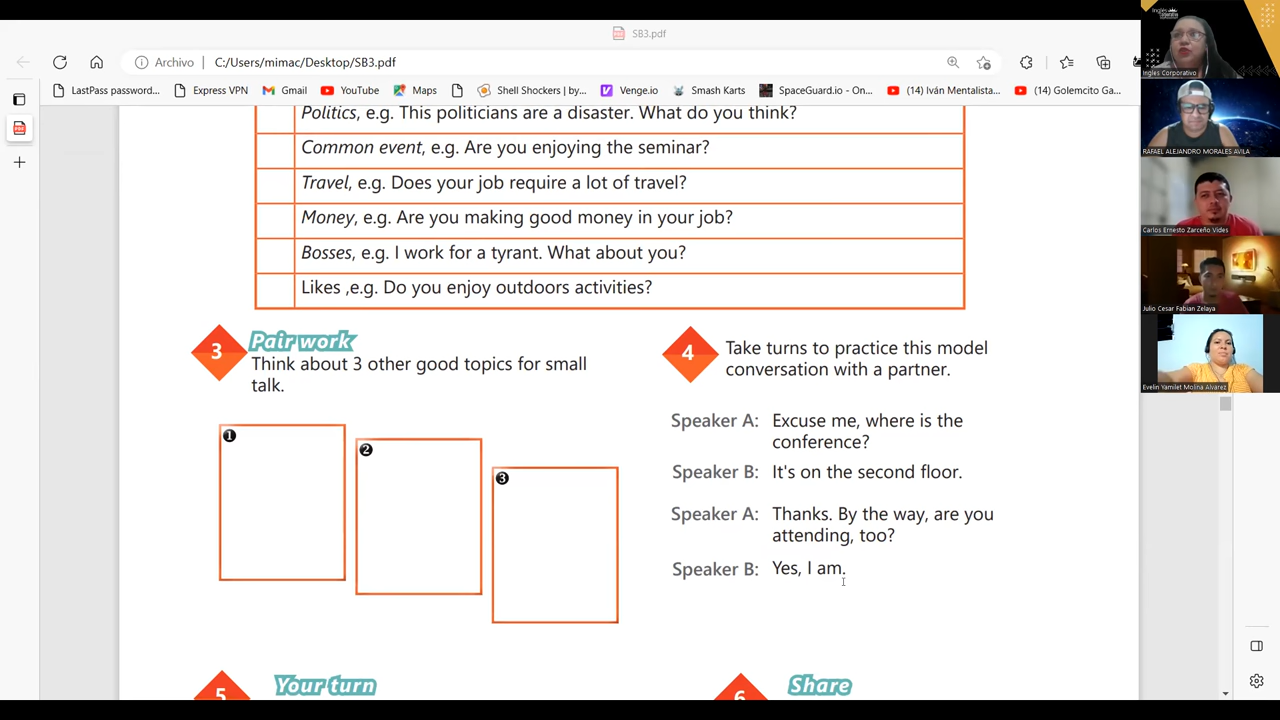 SB3.pdf
Archivo
C:/Users/mimac/Desktop/SB3.pdf
LastPass password...
Express VPN
Gmail
YouTube
Maps
Shell Shockers | by...
Venge.io
Smash Karts
SpaceGuard.io - On...
(14) Iván Mentalista...
(14) Golemcito Ga...
Politics, e.g. This politicians are a disaster. What do you think?
Common event, e.g. Are you enjoying the seminar?
Travel, e.g. Does your job require a lot of travel?
Money, e.g. Are you making good money in your job?
Bosses, e.g. I work for a tyrant. What about you?
Likes ,e.g. Do you enjoy outdoors activities?
3
Pair work
Think about 3 other good topics for small
talk.
1
2
3
4
Take turns to practice this model
conversation with a partner.
Speaker A: Excuse me, where is the
conference?
Speaker B: It's on the second floor.
Speaker A: Thanks. By the way, are you
attending, too?
Speaker B: Yes, I am.
5
Your turn
6
Share
Inglés
Corporativo
Ingles Corporativo
RAFAEL ALEJANDRO MORALES AVILA
Carlos Ernesto Zarceño Vides
Julio Cesar Fabian Zelaya
Evelin Yamilet Molina Alvarez